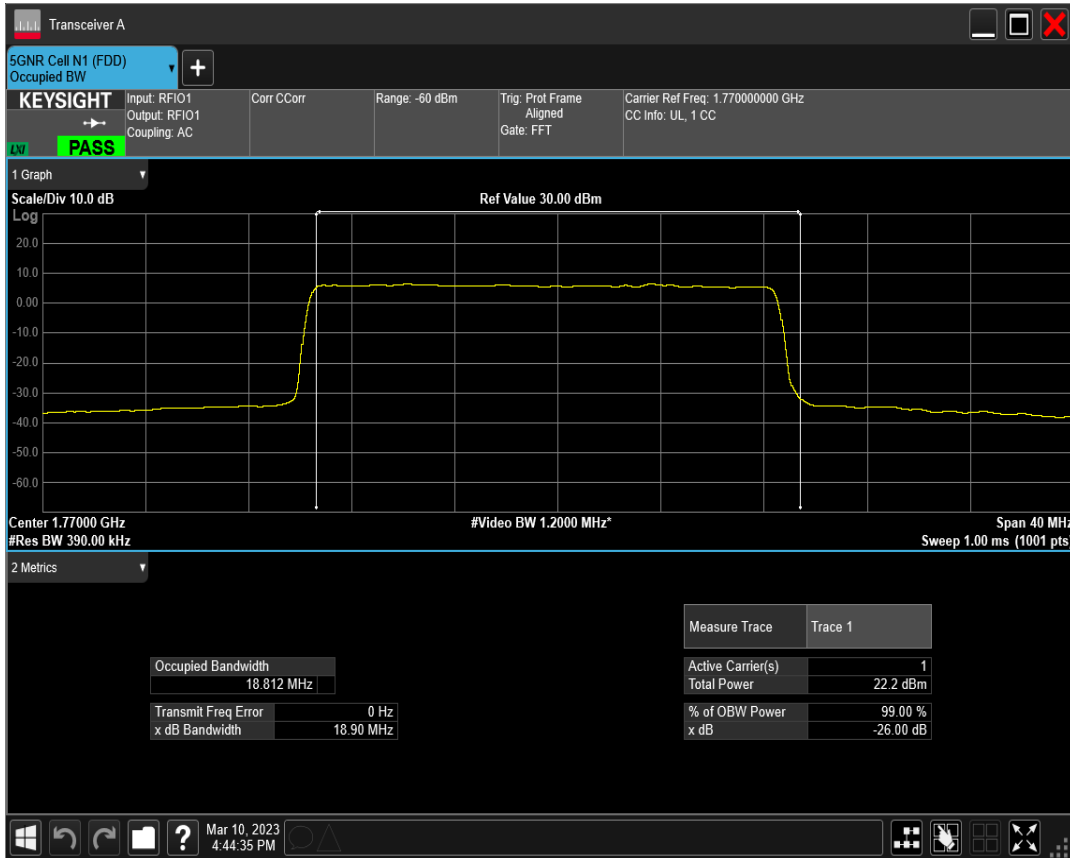 Transceiver A
5GNR Cell N1 (FDD)
Occupied BW
+
KEYSIGHT
LXI
PASS
Input: RFIO1
Output: RFIO1
Coupling: AC
Corr CCorr
Range: -60 dBm
Trig: Prot Frame
Aligned
Gate: FFT
Carrier Ref Freq: 1.770000000 GHz
CC Info: UL, 1 CC
1 Graph
Scale/Div 10.0 dB
Ref Value 30.00 dBm
Log
20.0
10.0
0.00
-10.0
-20.0
-30.0
-40.0
-50.0
-60.0
Center 1.77000 GHz
#Video BW 1.2000 MHz*
Span 40 MHz
#Res BW 390.00 kHz
Sweep 1.00 ms (1001 pts)
2 Metrics
Measure Trace Trace 1
Occupied Bandwidth
18.812 MHz
Transmit Freq Error 0 Hz
x dB Bandwidth 18.90 MHz
Active Carrier(s) 1
Total Power 22.2 dBm
% of OBW Power 99.00 %
x dB -26.00 dB
?
Mar 10, 2023
4:44:35 PM